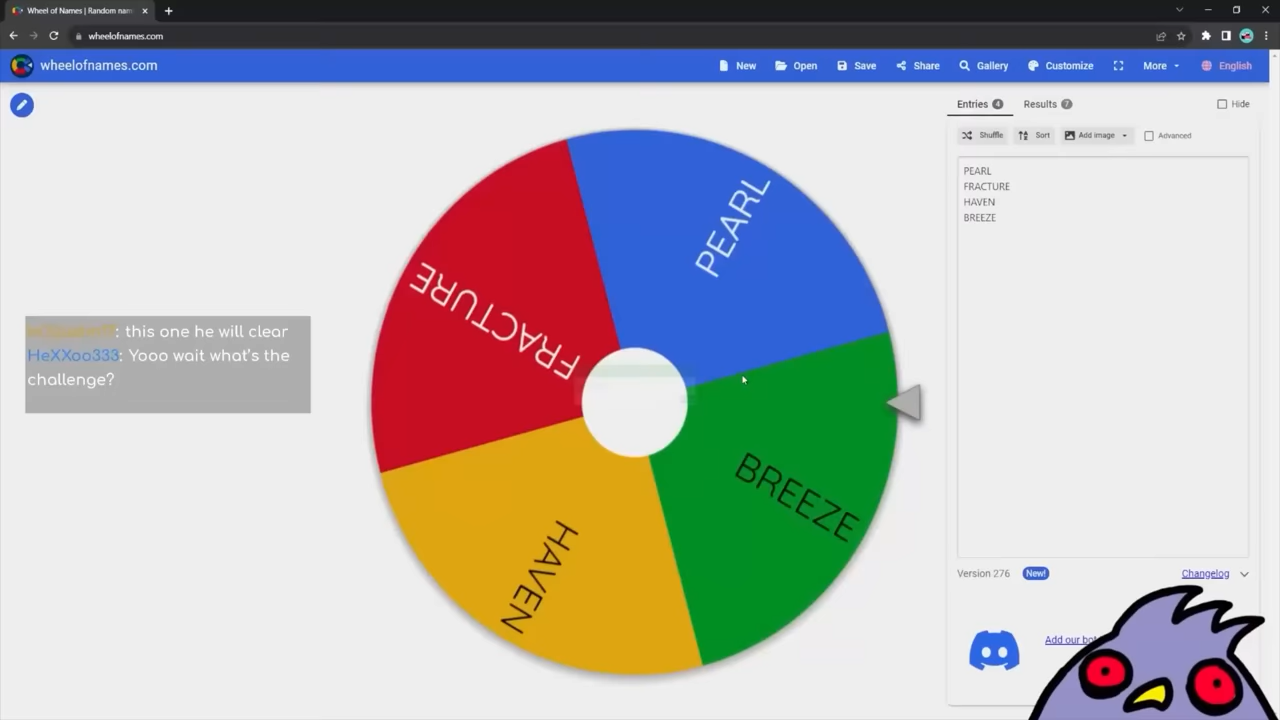 Wheel of Names | Random nam
wheelofnames.com
wheelofnames.com
New
Open
Save
Share
Gallery
Customize
More
English
Entries 4
Results 7
Hide
Shuffle
Sort
Add image
Advanced
PEARL
FRACTURE
HAVEN
BREEZE
PEARL
FRACTURE
BREEZE
HAVEN
: this one he will clear
HeXXoo333: Yooo wait what's the
challenge?
Version 276
New!
Changelog
Add our bot